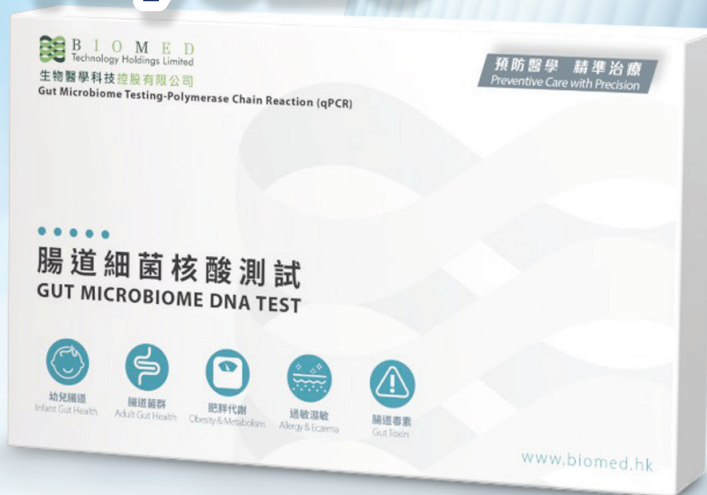 BIOMED
Technology Holdings Limited
生物醫學科技控股有限公司
Gut Microbiome Testing-Polymerase Chain Reaction (qPCR)
預防醫學 精準治療
Preventive Care with Precision
腸道細菌核酸測試
GUT MICROBIOME DNA TEST
幼兒腸道
Infant Gut Health
腸道菌群
Adult Gut Health
肥胖代謝
Obesity & Metabolism
過敏濕敏
Allergy & Eczema
腸道毒素
Gut Toxin
www.biomed.hk